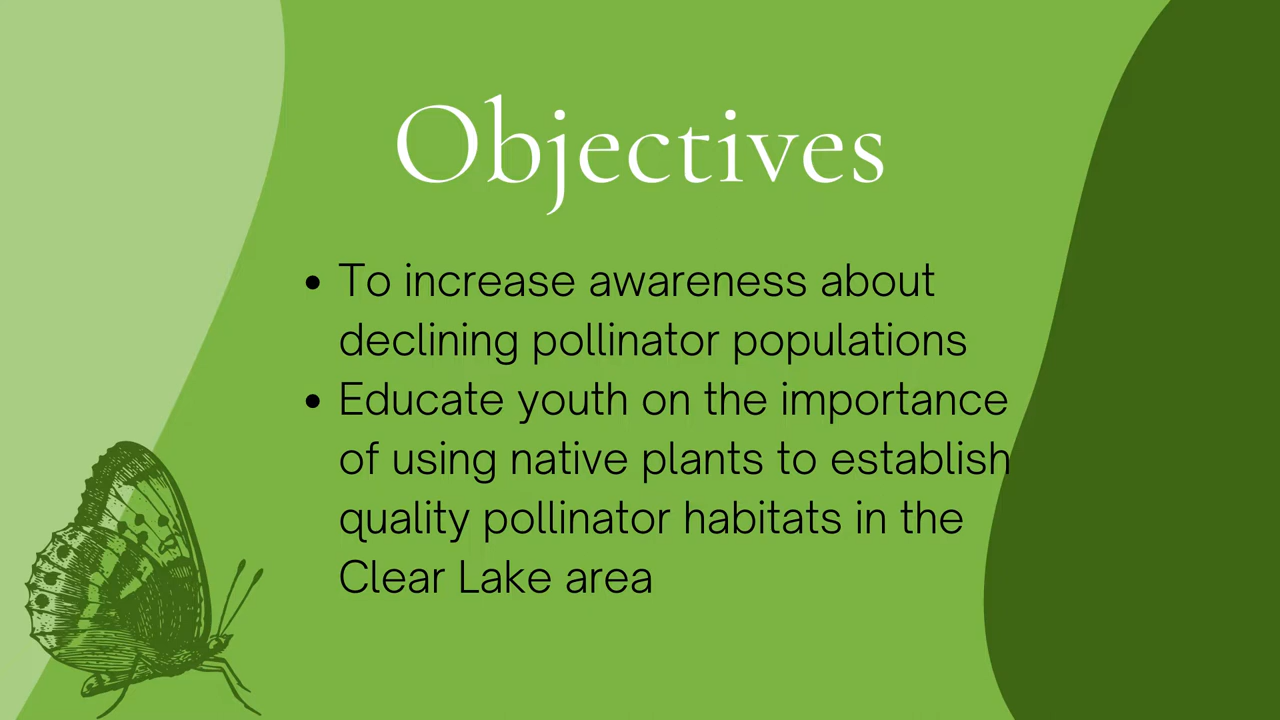 Objectives
• To increase awareness about
declining pollinator populations
• Educate youth on the importance
of using native plants to establish
quality pollinator habitats in the
Clear Lake area